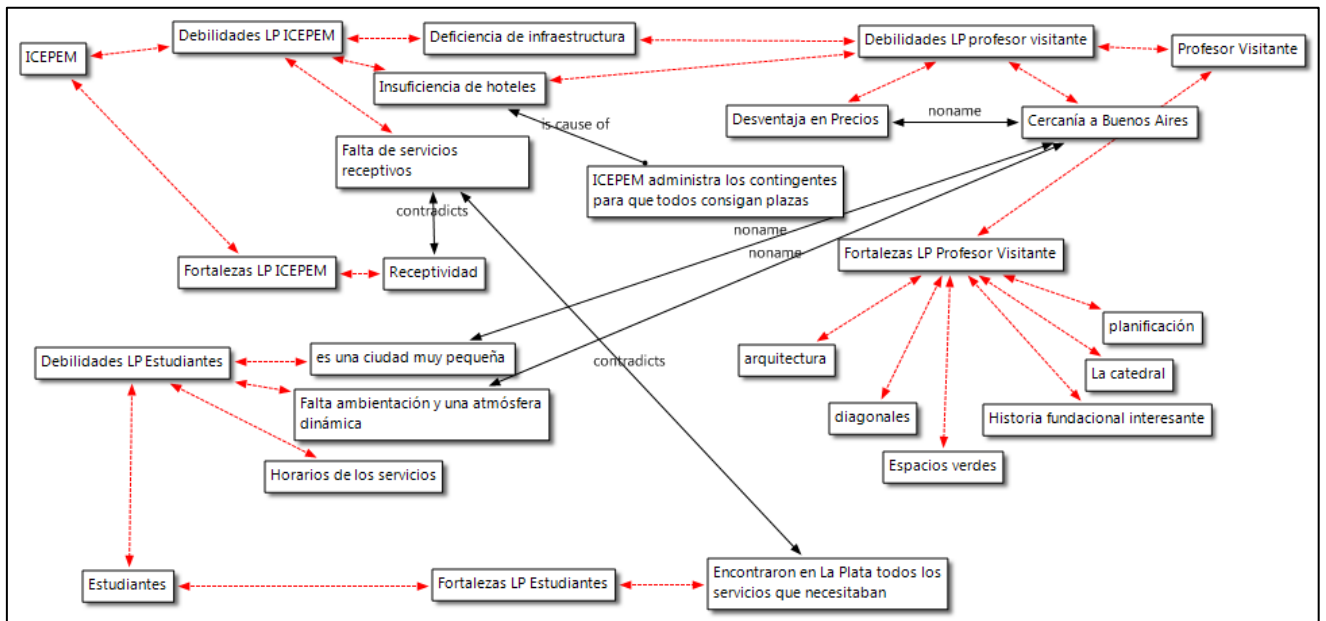 Debilidades LP ICEPEM
Deficiencia de infraestructura
Debilidades LP profesor visitante
Profesor Visitante
ICEPEM
Insuficiencia de hoteles
Desventaja en Precios
noname
Cercanía a Buenos Aires
is cause of
Falta de servicios
receptivos
ICEPEM administra los contingentes
para que todos consigan plazas
contradicts
noname
noname
Fortalezas LP ICEPEM
Receptividad
Fortalezas LP Profesor Visitante
planificación
Debilidades LP Estudiantes
es una ciudad muy pequeña
contradicts
arquitectura
La catedral
Falta ambientación y una atmósfera
dinámica
diagonales
Historia fundacional interesante
Horarios de los servicios
Espacios verdes
Estudiantes
Fortalezas LP Estudiantes
Encontraron en La Plata todos los
servicios que necesitaban